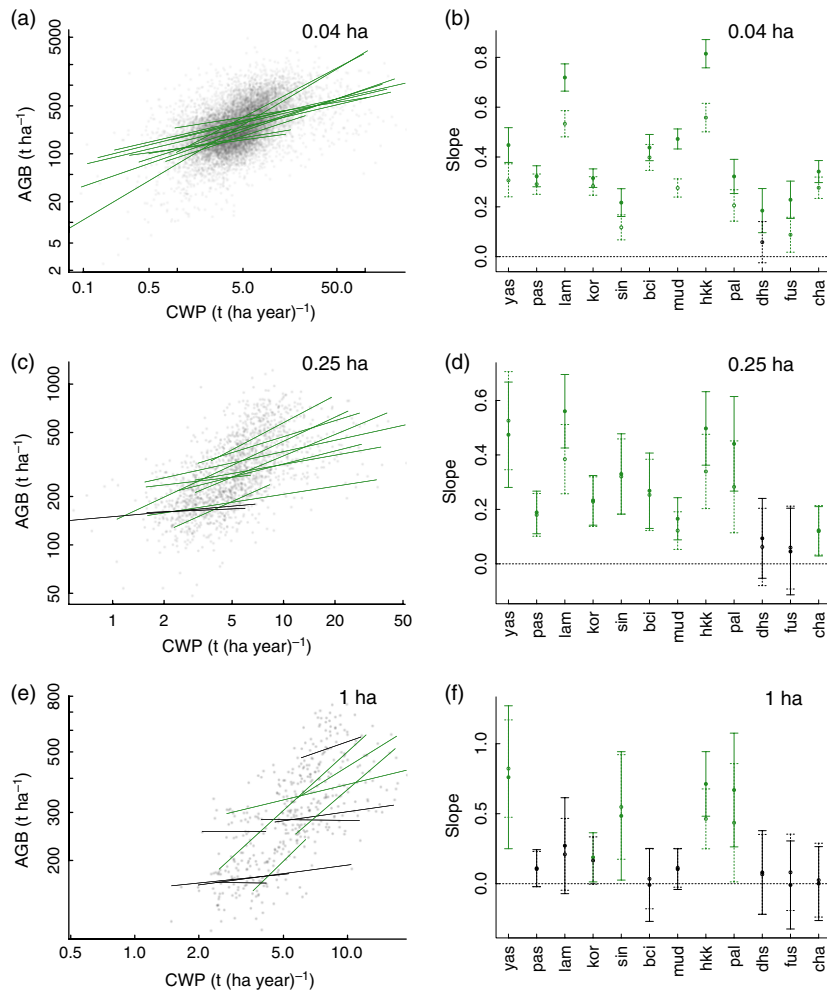 (a)
0.04 ha
AGB (t ha⁻¹)
5000
500
100
20
5
2
0.1
0.5
5.0
50.0
CWP (t (ha year)⁻¹)
(b)
0.04 ha
Slope
0.8
0.6
0.4
0.2
0.0
yas
pas
lam
kor
sin
bci
mud
hkk
pal
dhs
fus
cha
(c)
0.25 ha
AGB (t ha⁻¹)
1000
500
200
100
50
1
2
5
10
20
50
CWP (t (ha year)⁻¹)
(d)
0.25 ha
Slope
0.6
0.4
0.2
0.0
yas
pas
lam
kor
sin
bci
mud
hkk
pal
dhs
fus
cha
(e)
1 ha
AGB (t ha⁻¹)
800
500
300
200
0.5
2.0
5.0
10.0
CWP (t (ha year)⁻¹)
(f)
1 ha
Slope
1.0
0.5
0.0
yas
pas
lam
kor
sin
bci
mud
hkk
pal
dhs
fus
cha